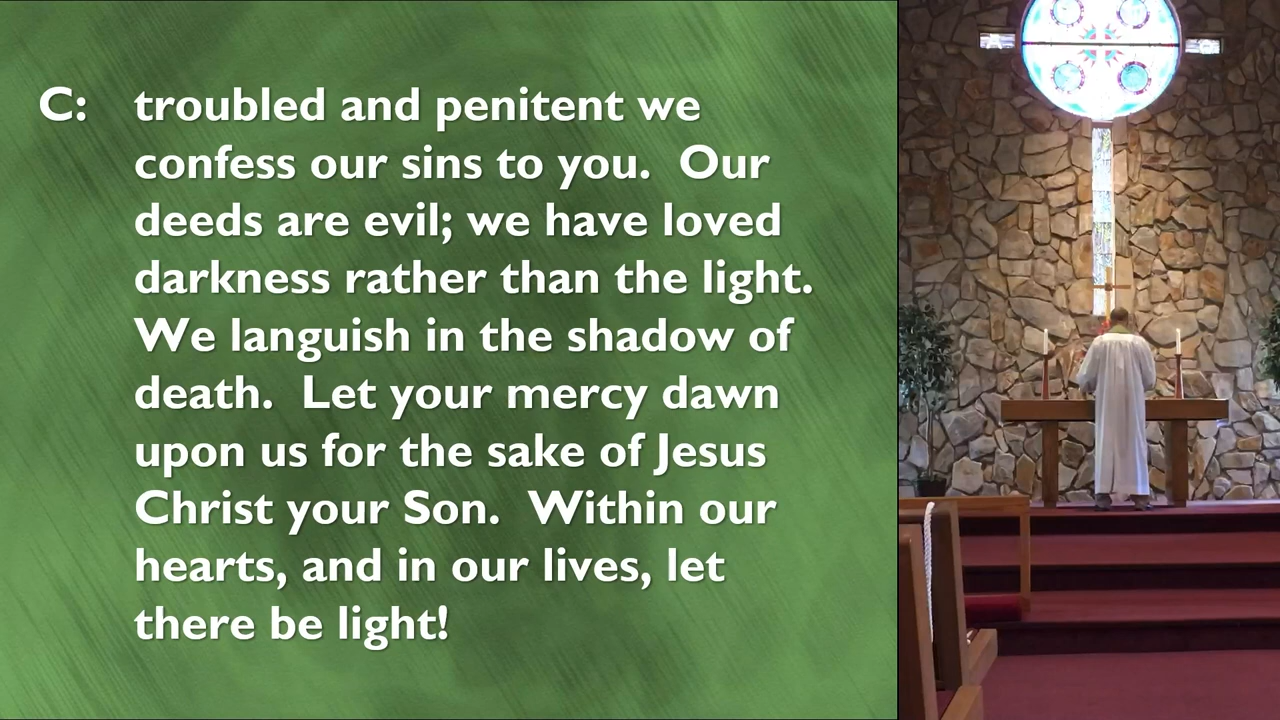 C: troubled and penitent we
confess our sins to you. Our
deeds are evil; we have loved
darkness rather than the light.
We languish in the shadow of
death. Let your mercy dawn
upon us for the sake of Jesus
Christ your Son. Within our
hearts, and in our lives, let
there be light!